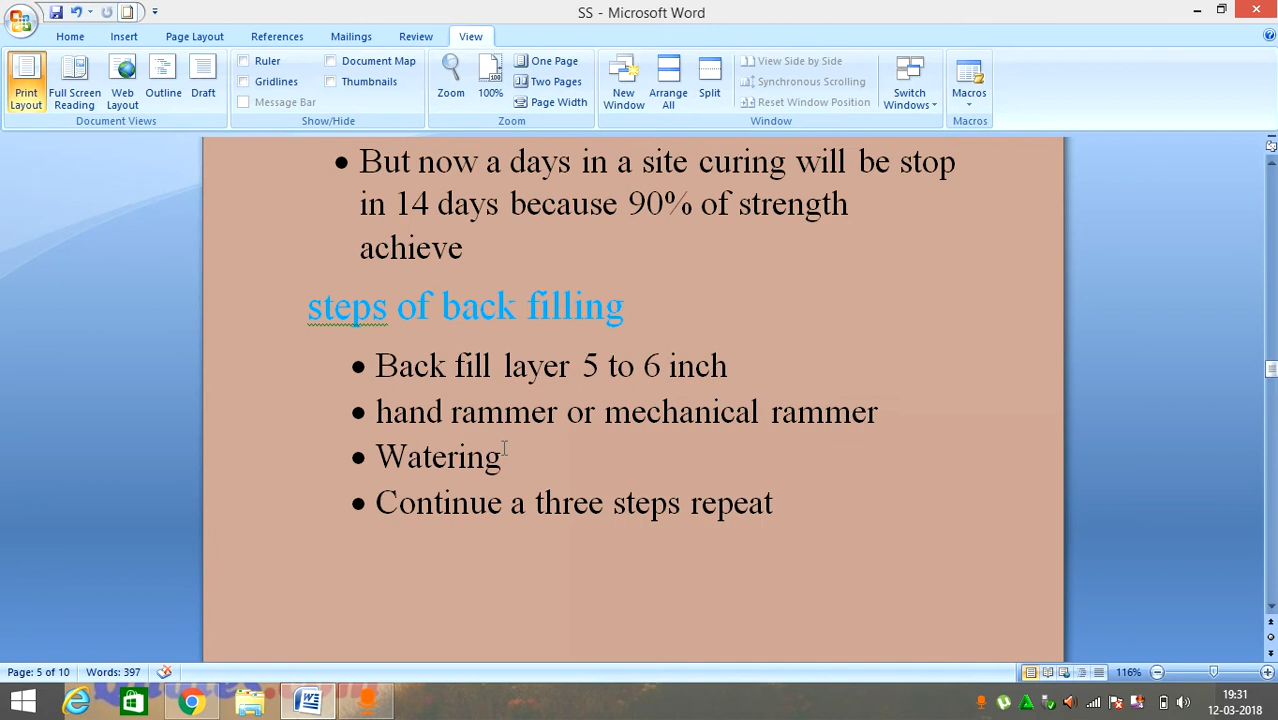 SS - Microsoft Word
Home Insert Page Layout References Mailings Review View
Ruler Document Map One Page View Side by Side
Gridlines Thumbnails Two Pages Synchronous Scrolling
Message Bar Page Width Reset Window Position
Print Layout Full Screen Reading Web Layout Outline Draft Zoom 100% New Window Arrange All Split Switch Windows Macros
Document Views Show/Hide Zoom Window Macros
• But now a days in a site curing will be stop
in 14 days because 90% of strength
achieve
steps of back filling
• Back fill layer 5 to 6 inch
• hand rammer or mechanical rammer
• Watering
• Continue a three steps repeat
Page: 5 of 10 Words: 397 116%
19:31
12-03-2018